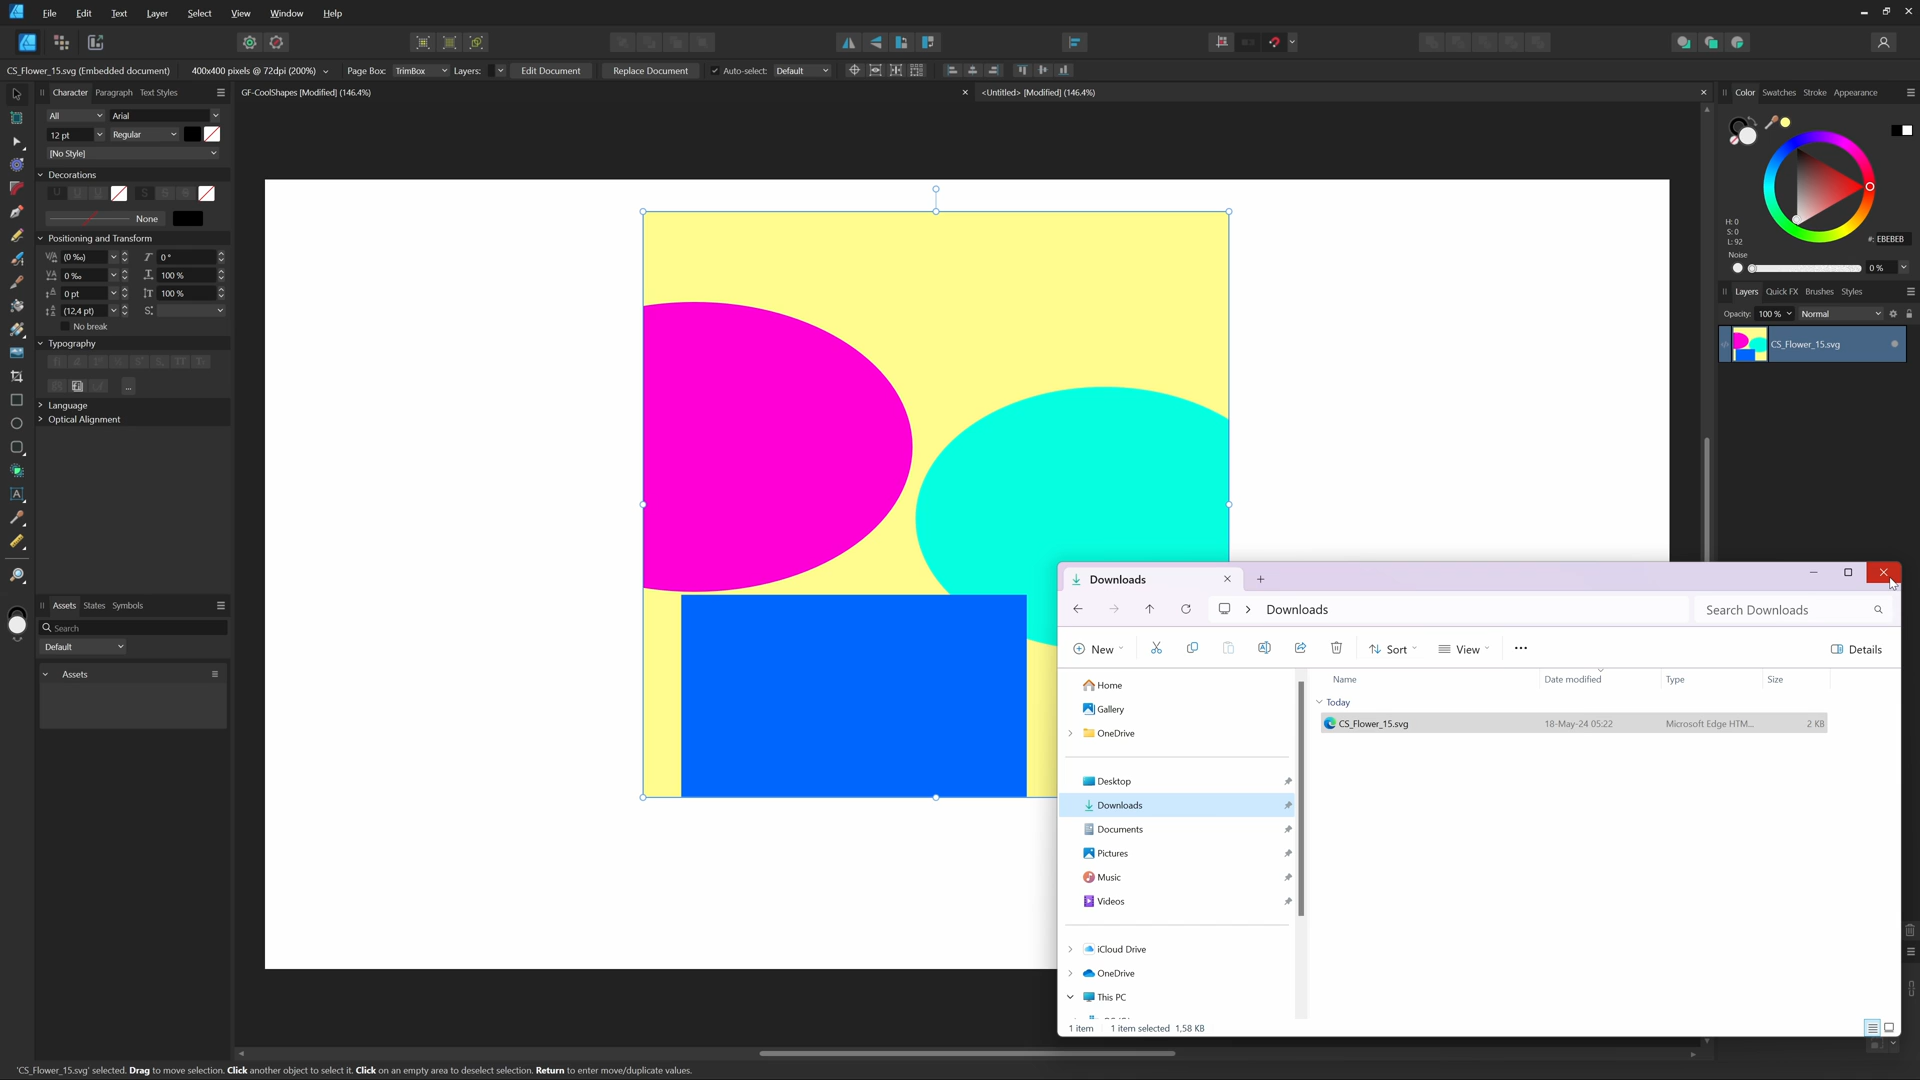 File Edit Text Layer Select View Window Help
CS_Flower_15.svg (Embedded document) 400x400 pixels @ 72dpi (200%) Page Box: TrimBox Layers: Edit Document Replace Document Auto-select: Default
Character Paragraph Text Styles
GF-CoolShapes [Modified] (146.4%)
<Untitled> [Modified] (146.4%)
Color Swatches Stroke Appearance
All Arial
12 pt Regular
[No Style]
Decorations
None
Positioning and Transform
(0 ‰) 0 °
0 ‰ 100 %
0 pt 100 %
(12,4 pt)
No break
Typography
...
Language
Optical Alignment
H: 0
S: 0
L: 92
#: EBEBEB
Noise
0 %
Layers Quick FX Brushes Styles
Opacity: 100 % Normal
CS_Flower_15.svg
Assets States Symbols
Search
Default
Assets
Downloads
Downloads
Search Downloads
New Sort View Details
Name Date modified Type Size
Home
Gallery
OneDrive
Desktop
Downloads
Documents
Pictures
Music
Videos
iCloud Drive
OneDrive
This PC
Today
CS_Flower_15.svg 18-May-24 05:22 Microsoft Edge HTM... 2 KB
1 item 1 item selected 1,58 KB
'CS_Flower_15.svg' selected. Drag to move selection. Click another object to select it. Click on an empty area to deselect selection. Return to enter move/duplicate values.